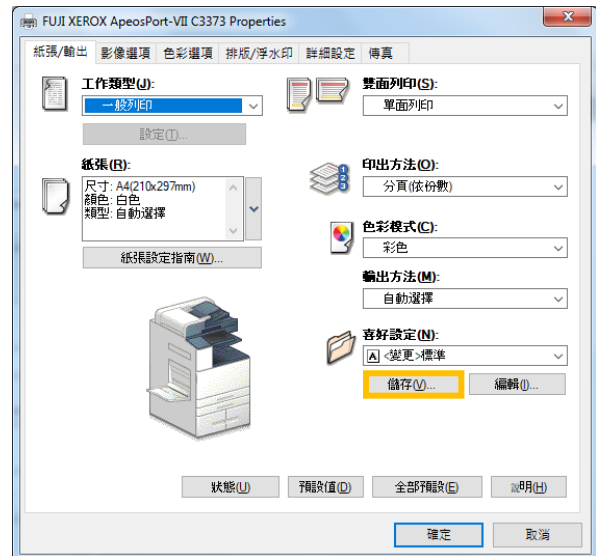 FUJI XEROX ApeosPort-VII C3373 Properties
紙張/輸出 影像選項 色彩選項 排版/浮水印 詳細設定 傳真
工作類型(J):
一般列印
設定(T)...
紙張(R):
尺寸: A4(210x297mm)
顏色: 白色
類型: 自動選擇
紙張設定指南(W)...
雙面列印(S):
單面列印
印出方法(O):
1
2
3
分頁(依份數)
色彩模式(C):
彩色
輸出方法(M):
自動選擇
喜好設定(N):
A <變更>標準
儲存(V)... 編輯(I)...
狀態(U) 預設值(D) 全部預設(E) 説明(H)
確定 取消